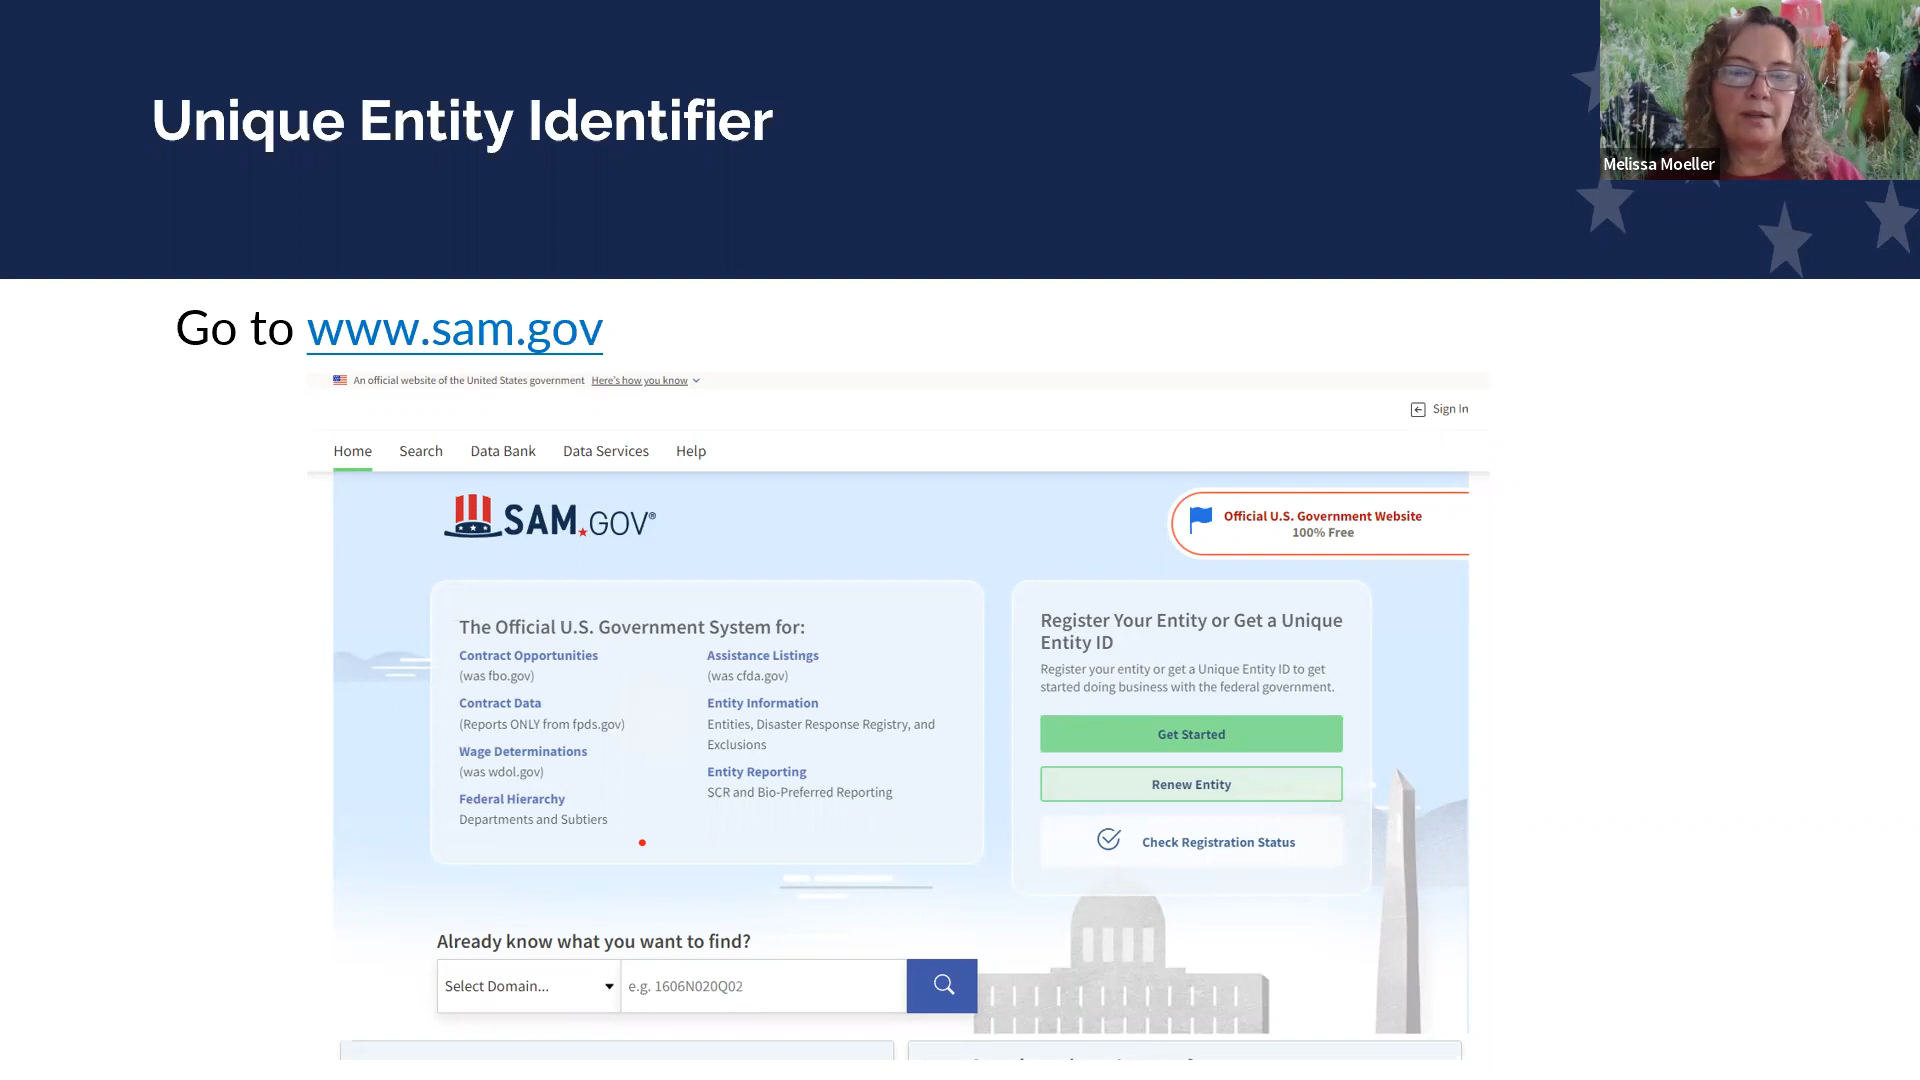 Unique Entity Identifier
Melissa Moeller
Go to www.sam.gov
An official website of the United States government Here's how you know
Sign In
Home Search Data Bank Data Services Help
SAM.GOV®
Official U.S. Government Website
100% Free
The Official U.S. Government System for:
Contract Opportunities
(was fbo.gov)
Contract Data
(Reports ONLY from fpds.gov)
Wage Determinations
(was wdol.gov)
Federal Hierarchy
Departments and Subtiers
Assistance Listings
(was cfda.gov)
Entity Information
Entities, Disaster Response Registry, and
Exclusions
Entity Reporting
SCR and Bio-Preferred Reporting
Register Your Entity or Get a Unique
Entity ID
Register your entity or get a Unique Entity ID to get
started doing business with the federal government.
Get Started
Renew Entity
Check Registration Status
Already know what you want to find?
Select Domain... e.g. 1606N020Q02